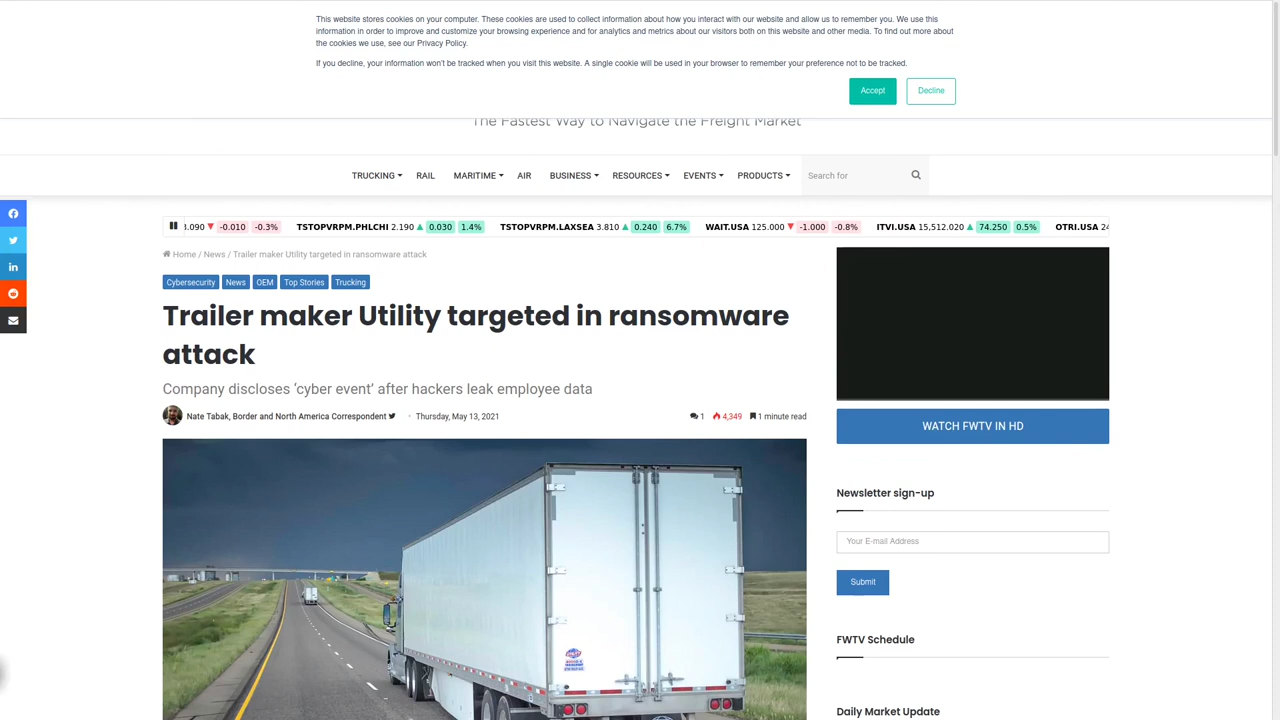 This website stores cookies on your computer. These cookies are used to collect information about how you interact with our website and allow us to remember you. We use this
information in order to improve and customize your browsing experience and for analytics and metrics about our visitors both on this website and other media. To find out more about
the cookies we use, see our Privacy Policy.
If you decline, your information won't be tracked when you visit this website. A single cookie will be used in your browser to remember your preference not to be tracked.
Accept Decline
The Fastest Way to Navigate the Freight Market
TRUCKING RAIL MARITIME AIR BUSINESS RESOURCES EVENTS PRODUCTS Search for
.090 -0.010 -0.3% TSTOPVRPM.PHLCHI 2.190 0.030 1.4% TSTOPVRPM.LAXSEA 3.810 0.240 6.7% WAIT.USA 125.000 -1.000 -0.8% ITVI.USA 15,512.020 74.250 0.5% OTRI.USA 24
Home / News / Trailer maker Utility targeted in ransomware attack
Cybersecurity News OEM Top Stories Trucking
Trailer maker Utility targeted in ransomware
attack
Company discloses ‘cyber event’ after hackers leak employee data
Nate Tabak, Border and North America Correspondent Thursday, May 13, 2021 1 4,349 1 minute read
WATCH FWTV IN HD
Newsletter sign-up
Your E-mail Address
Submit
FWTV Schedule
Daily Market Update